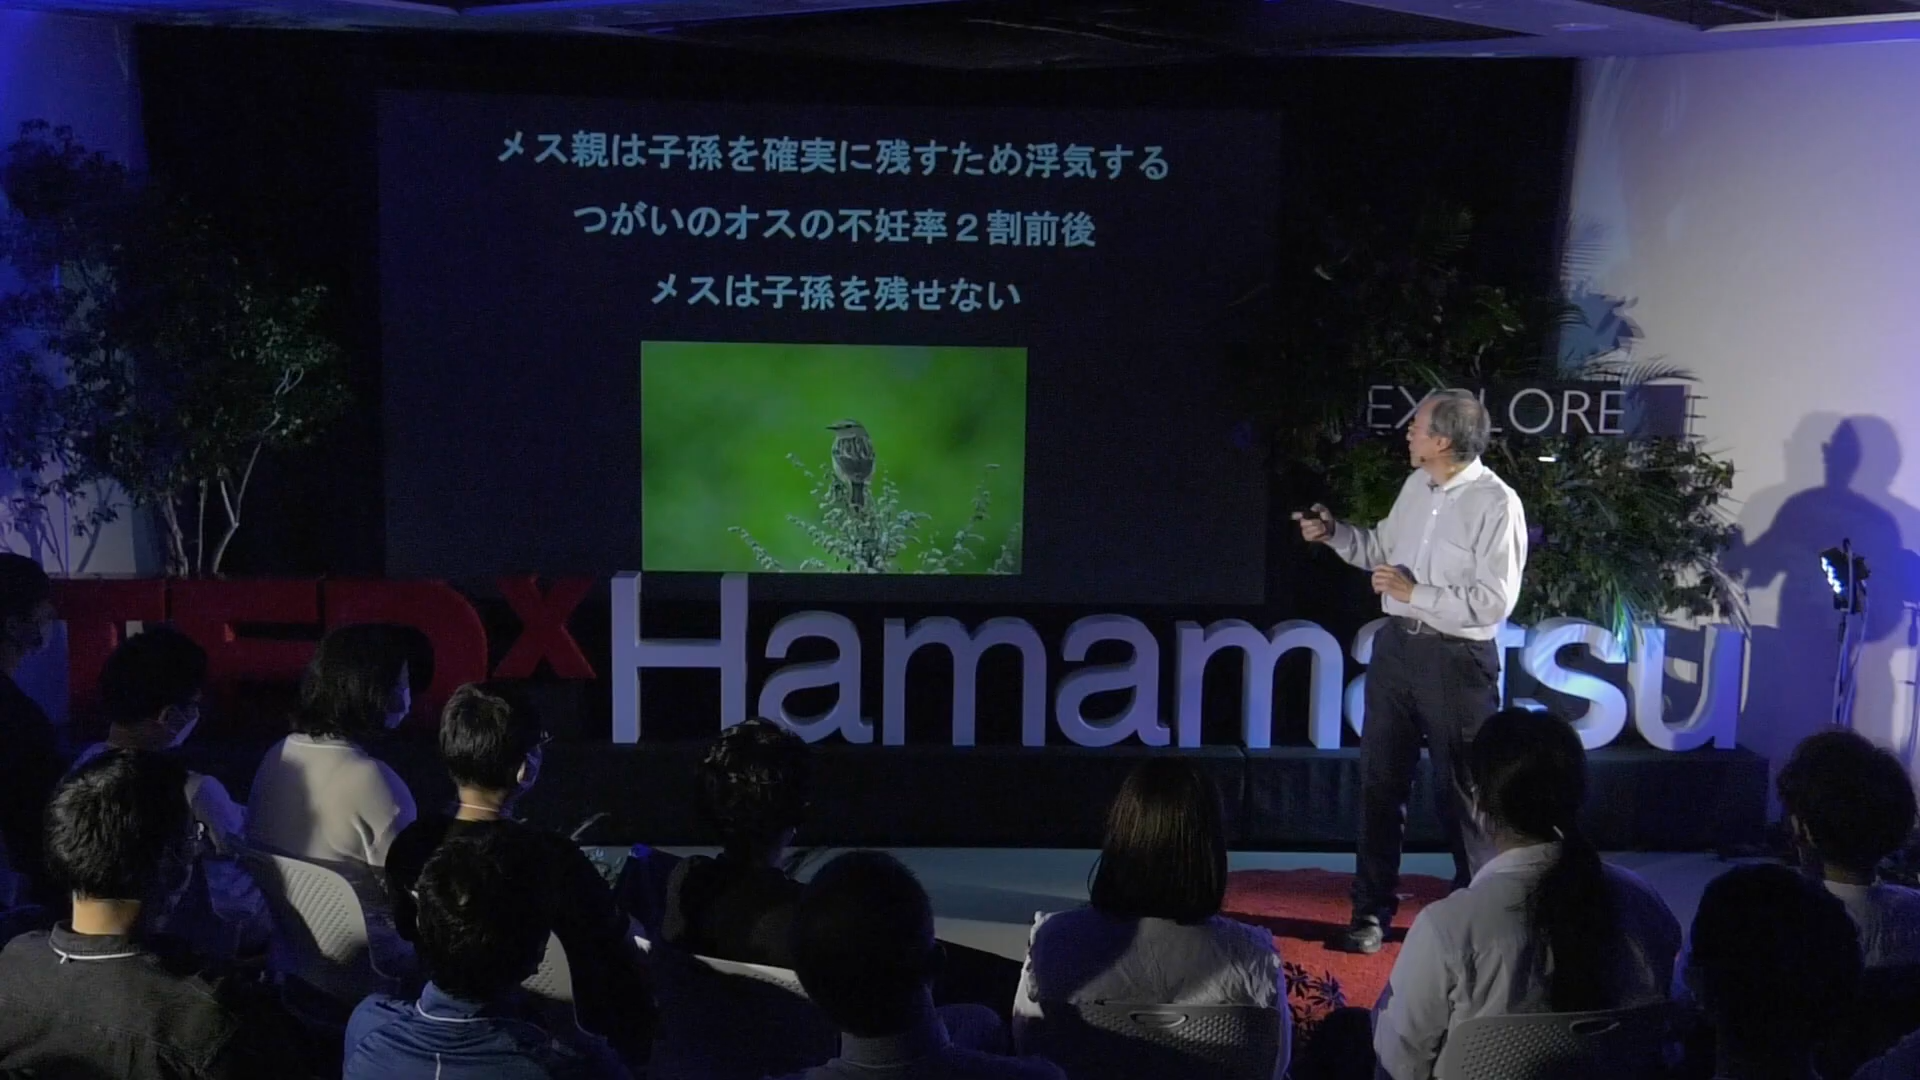 メス親は子孫を確実に残すため浮気する
つがいのオスの不妊率２割前後
メスは子孫を残せない
EXPLORE
TEDxHamamatsu